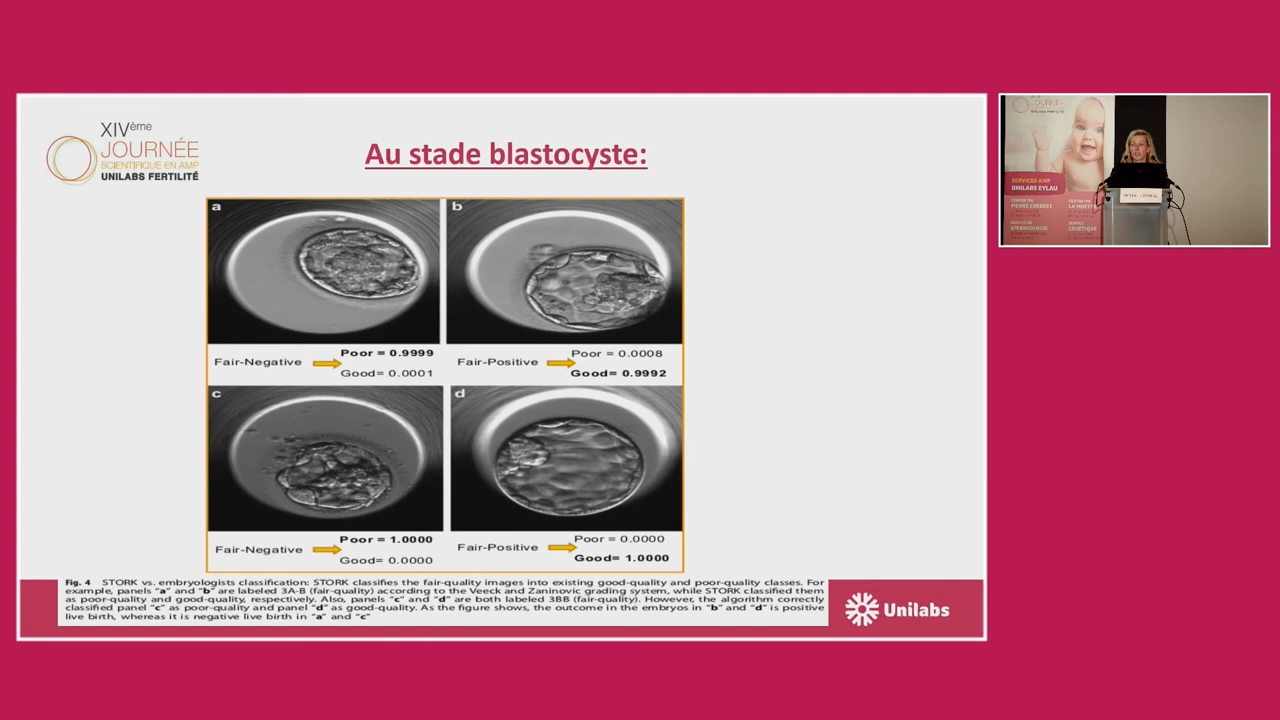 XIVème
JOURNÉE
SCIENTIFIQUE EN AMP
UNILABS FERTILITÉ
Au stade blastocyste:
a
b
Fair-Negative
Poor = 0.9999
Good= 0.0001
Fair-Positive
Poor = 0.0008
Good= 0.9992
c
d
Fair-Negative
Poor = 1.0000
Good= 0.0000
Fair-Positive
Poor = 0.0000
Good= 1.0000
Fig. 4 STORK vs. embryologists classification: STORK classifies the fair-quality images into existing good-quality and poor-quality classes. For
example, panels "a" and "b" are labeled 3A-B (fair-quality) according to the Veeck and Zaninovic grading system, while STORK classified them
as poor-quality and good-quality, respectively. Also, panels "c" and "d" are both labeled 3BB (fair-quality). However, the algorithm correctly
classified panel "c" as poor-quality and panel "d" as good-quality. As the figure shows, the outcome in the embryos in "b" and "d" is positive
live birth, whereas it is negative live birth in "a" and "c"
Unilabs
JOURNÉE
UNILABS FERTILITÉ
SERVICES AMP
UNILABS EYLAU
CENTRE FIV
PIERRE CHEREST
CENTRE FIV
LA MUETTE
SERVICE DE
SPERMIOLOGIE
SERVICE
GÉNÉTIQUE